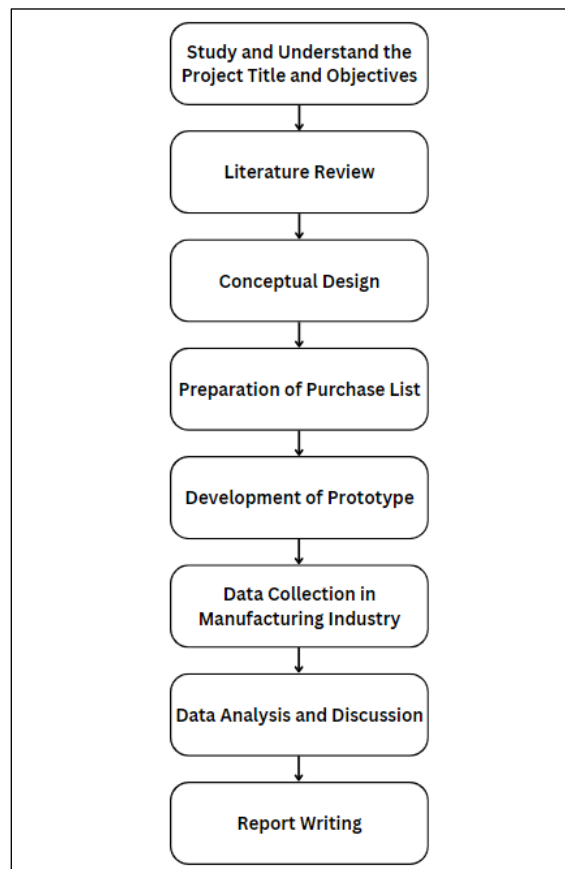 Study and Understand the
Project Title and Objectives
Literature Review
Conceptual Design
Preparation of Purchase List
Development of Prototype
Data Collection in
Manufacturing Industry
Data Analysis and Discussion
Report Writing